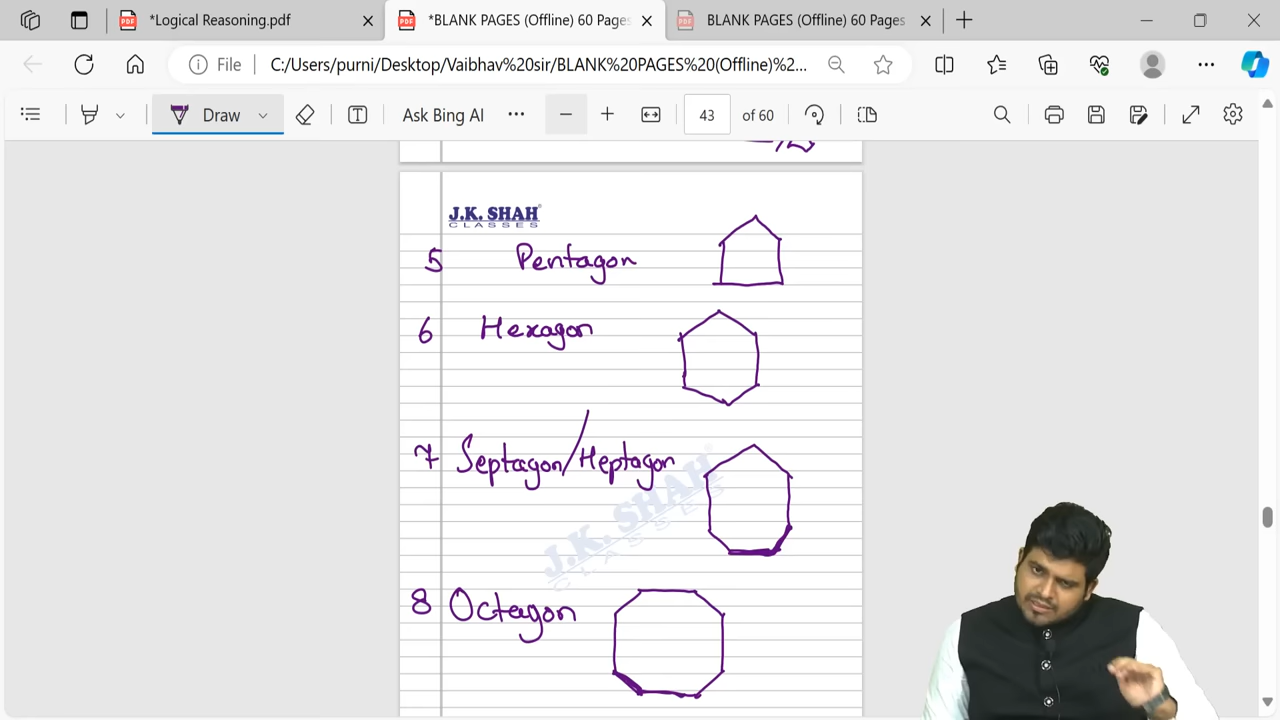 *Logical Reasoning.pdf
*BLANK PAGES (Offline) 60 Pages
BLANK PAGES (Offline) 60 Pages
File
C:/Users/purni/Desktop/Vaibhav%20sir/BLANK%20PAGES%20(Offline)%2...
Draw
Ask Bing AI
43 of 60
J.K. SHAH
CLASSES
5 Pentagon
6 Hexagon
7 Septagon/Heptagon
J.K. SHAH
CLASSES
8 Octagon